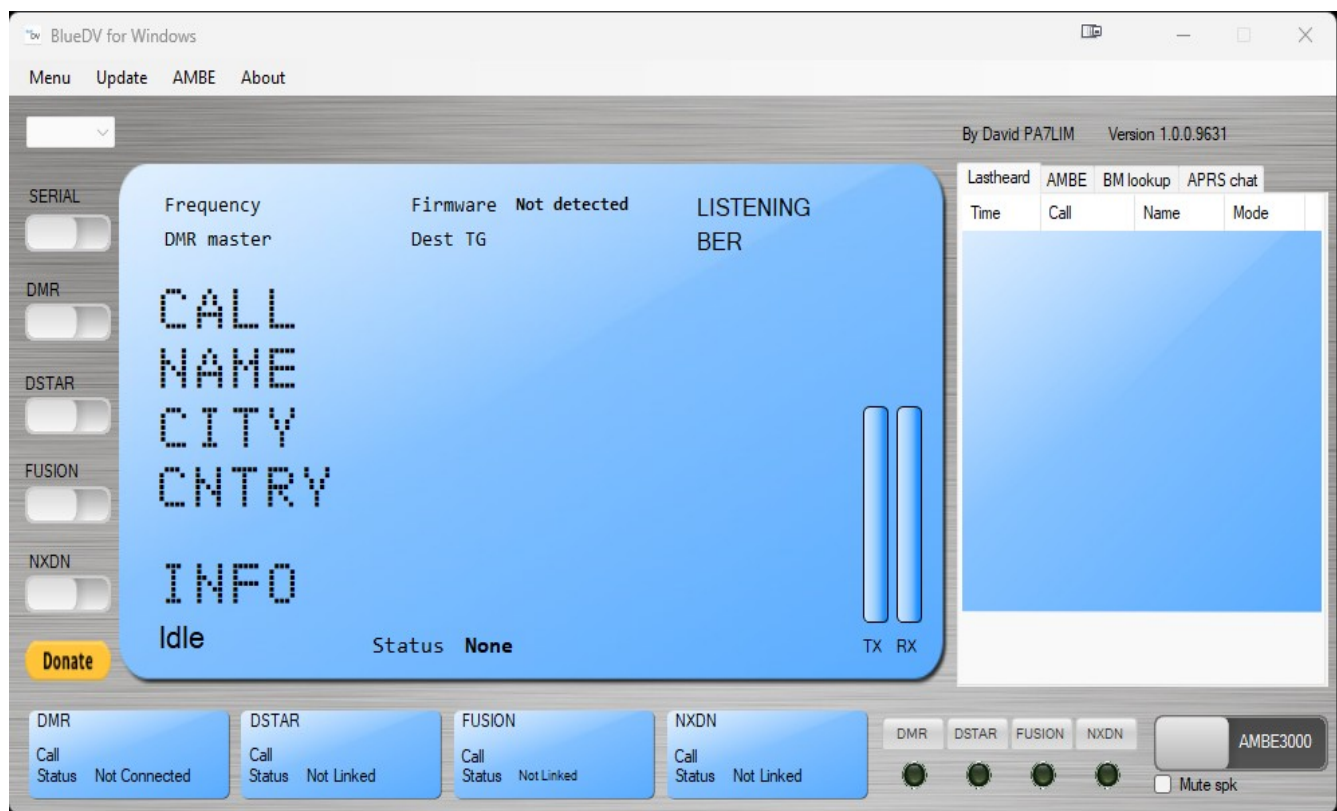 BlueDV for Windows
Menu Update AMBE About
By David PA7LIM Version 1.0.0.9631
SERIAL
DMR
DSTAR
FUSION
NXDN
Donate
Frequency Firmware Not detected LISTENING
DMR master Dest TG BER
CALL
NAME
CITY
CNTRY
INFO
Idle Status None TX RX
Lastheard AMBE BM lookup APRS chat
Time Call Name Mode
DMR
Call
Status Not Connected
DSTAR
Call
Status Not Linked
FUSION
Call
Status Not Linked
NXDN
Call
Status Not Linked
DMR DSTAR FUSION NXDN
AMBE3000
Mute spk